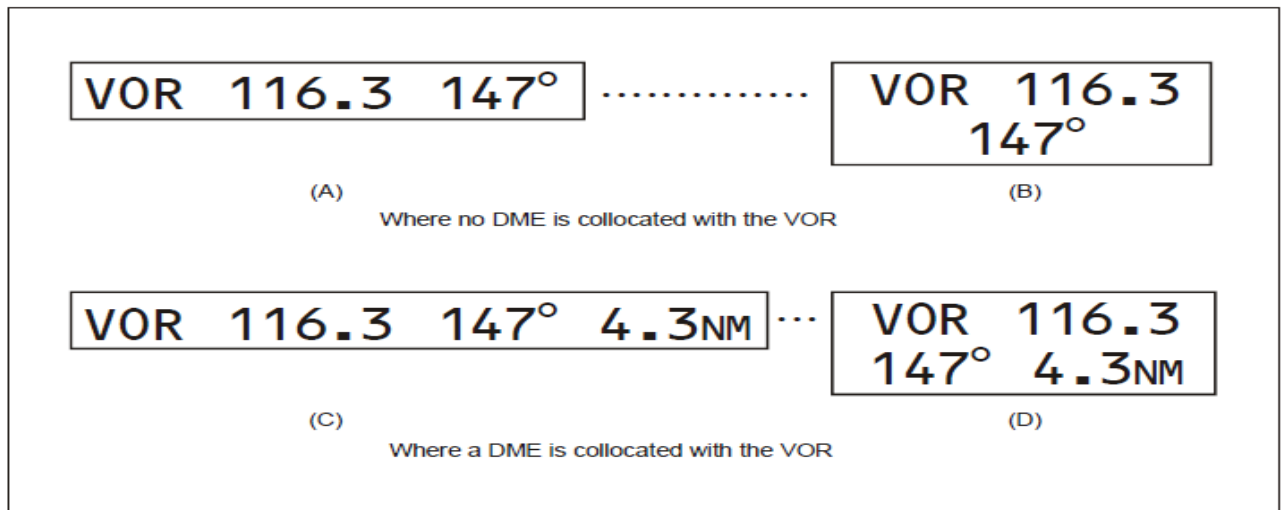 VOR 116.3 147° .............. VOR 116.3
147°
(A) (B)
Where no DME is collocated with the VOR
VOR 116.3 147° 4.3NM ... VOR 116.3
147° 4.3NM
(C) (D)
Where a DME is collocated with the VOR